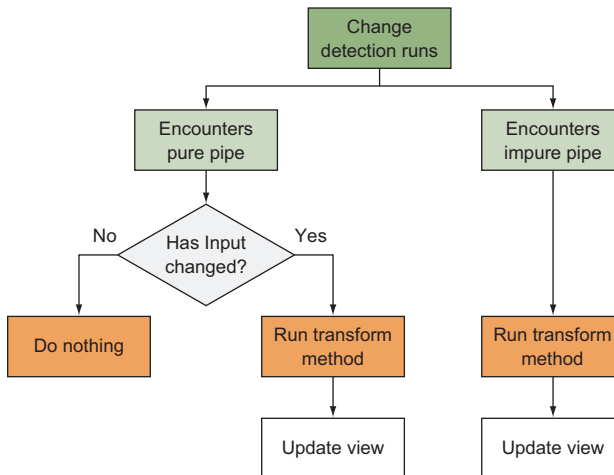 Change
detection runs
Encounters
pure pipe
Encounters
impure pipe
No
Has Input
changed?
Yes
Do nothing
Run transform
method
Run transform
method
Update view
Update view